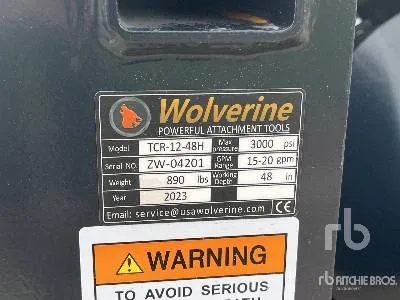 Wolverine
POWERFUL ATTACHMENT TOOLS
Model TCR-12-48H Max pressure 3000 psi
Serial NO. ZW-04201 GPM Range 15-20 gpm
Weight 890 lbs Working Depth 48 in
Year 2023
Email: service@usawolverine.com CE
WARNING
TO AVOID SERIOUS
rb
rb RITCHIE BROS.
Auctioneers